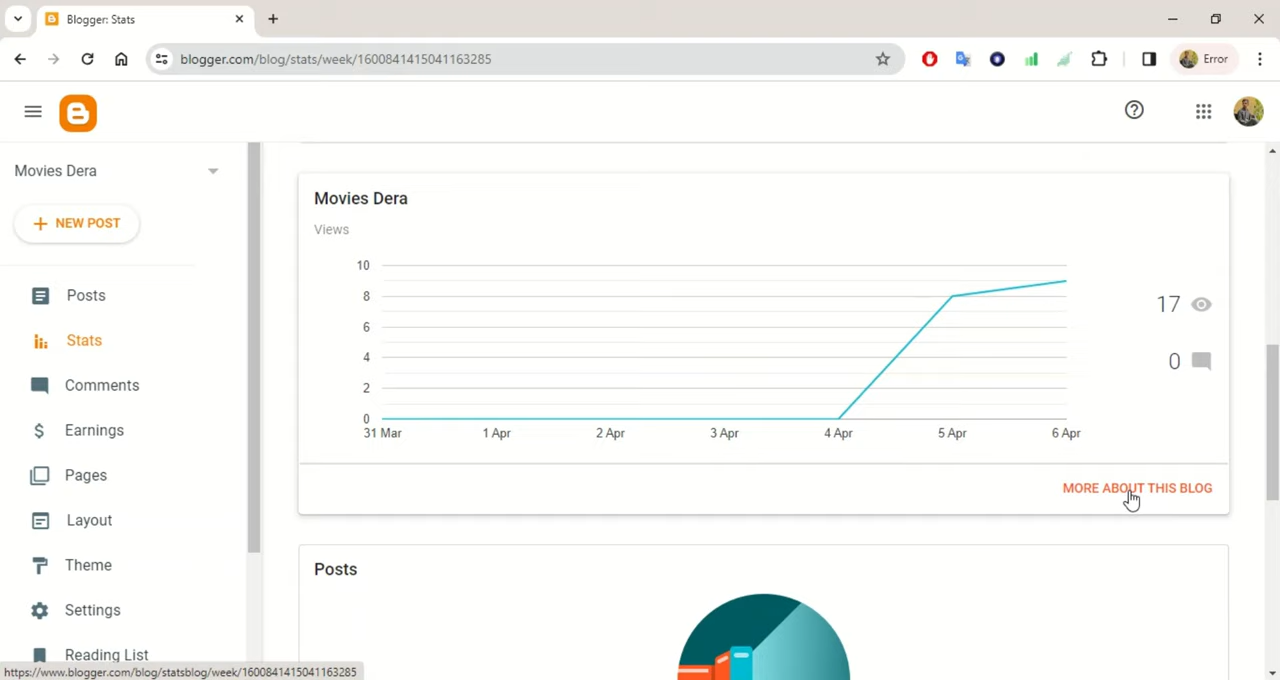 Blogger: Stats
blogger.com/blog/stats/week/1600841415041163285
Error
Movies Dera
NEW POST
Posts
Stats
Comments
Earnings
Pages
Layout
Theme
Settings
Reading List
Movies Dera
Views
10
8
6
4
2
0
31 Mar 1 Apr 2 Apr 3 Apr 4 Apr 5 Apr 6 Apr
17
0
MORE ABOUT THIS BLOG
Posts
https://www.blogger.com/blog/statsblog/week/1600841415041163285